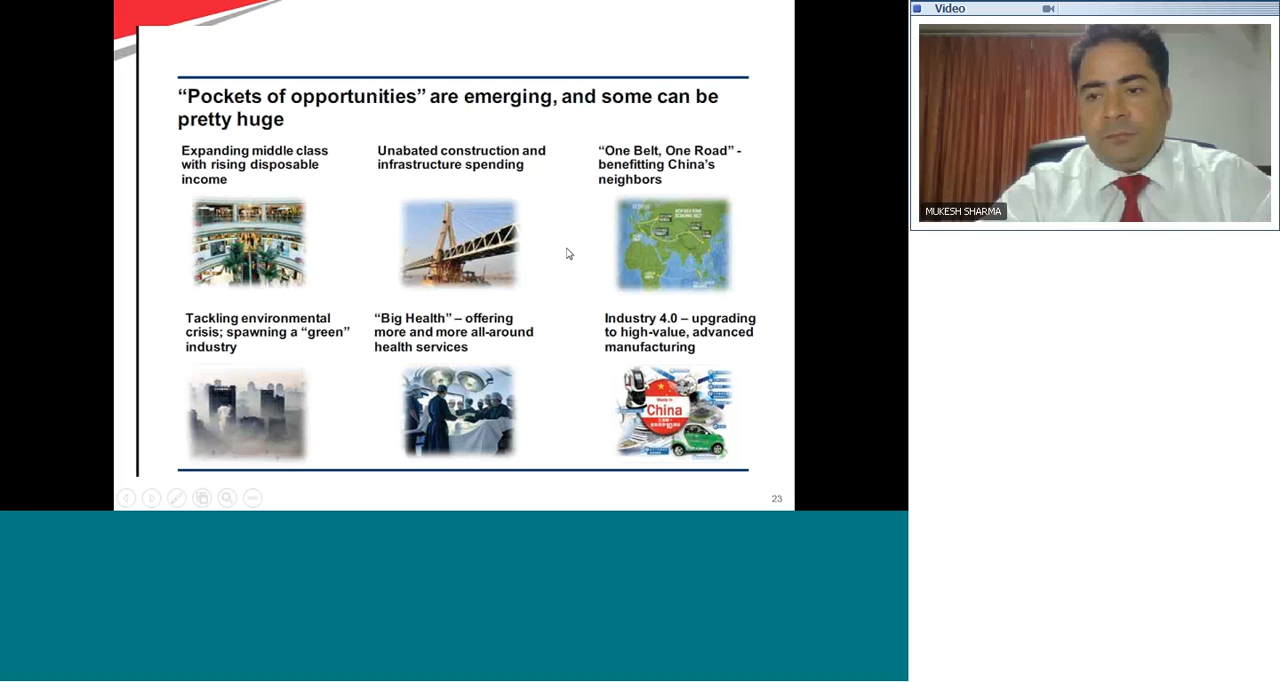 Video
“Pockets of opportunities” are emerging, and some can be
pretty huge
Expanding middle class
with rising disposable
income
Unabated construction and
infrastructure spending
“One Belt, One Road” -
benefitting China’s
neighbors
Tackling environmental
crisis; spawning a “green”
industry
“Big Health” – offering
more and more all-around
health services
Industry 4.0 – upgrading
to high-value, advanced
manufacturing
China
23
MUKESH SHARMA